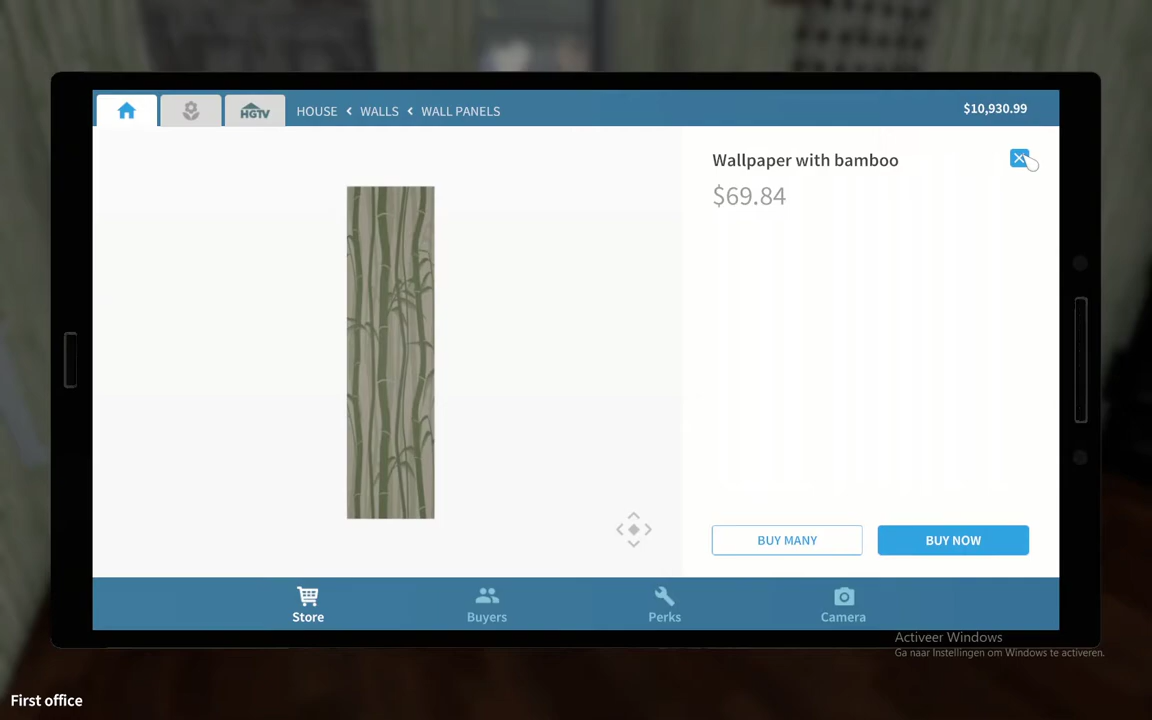 HGTV
HOUSE < WALLS < WALL PANELS
$10,930.99
Wallpaper with bamboo
$69.84
BUY MANY
BUY NOW
Store
Buyers
Perks
Camera
Activeer Windows
Ga naar Instellingen om Windows te activeren.
First office